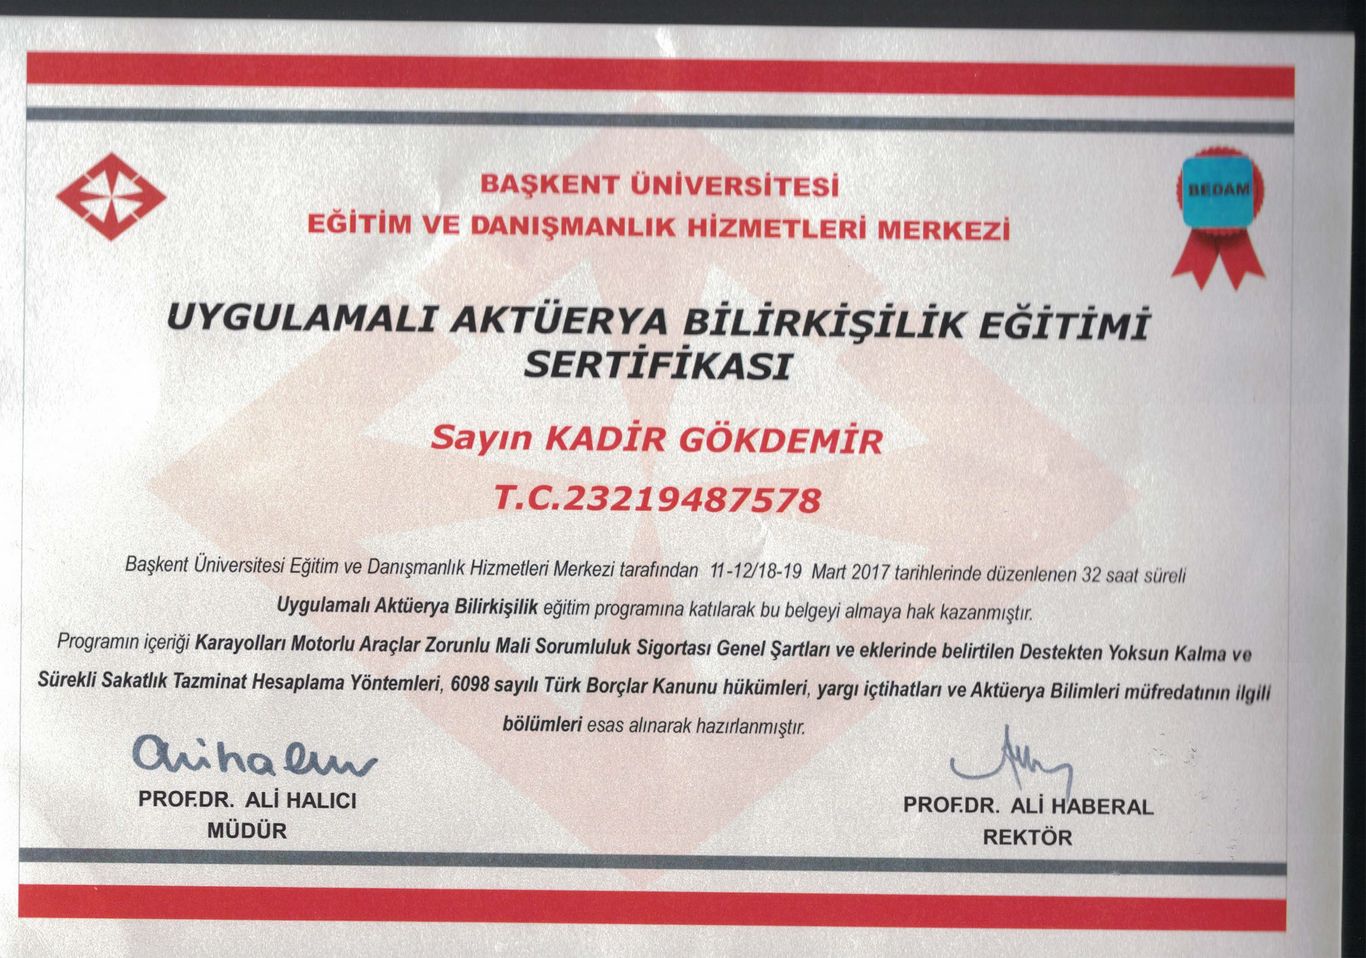 BAŞKENT ÜNİVERSİTESİ
EĞİTİM VE DANIŞMANLIK HİZMETLERİ MERKEZİ
BEDAM
UYGULAMALI AKTÜERYA BİLİRKİŞİLİK EĞİTİMİ
SERTİFİKASI
Sayın KADİR GÖKDEMİR
T.C.23219487578
Başkent Üniversitesi Eğitim ve Danışmanlık Hizmetleri Merkezi tarafından 11-12/18-19 Mart 2017 tarihlerinde düzenlenen 32 saat süreli
Uygulamalı Aktüerya Bilirkişilik eğitim programına katılarak bu belgeyi almaya hak kazanmıştır.
Programın içeriği Karayolları Motorlu Araçlar Zorunlu Mali Sorumluluk Sigortası Genel Şartları ve eklerinde belirtilen Destekten Yoksun Kalma ve
Sürekli Sakatlık Tazminat Hesaplama Yöntemleri, 6098 sayılı Türk Borçlar Kanunu hükümleri, yargı içtihatları ve Aktüerya Bilimleri müfredatının ilgili
bölümleri esas alınarak hazırlanmıştır.
PROF.DR. ALİ HALICI
MÜDÜR
PROF.DR. ALİ HABERAL
REKTÖR